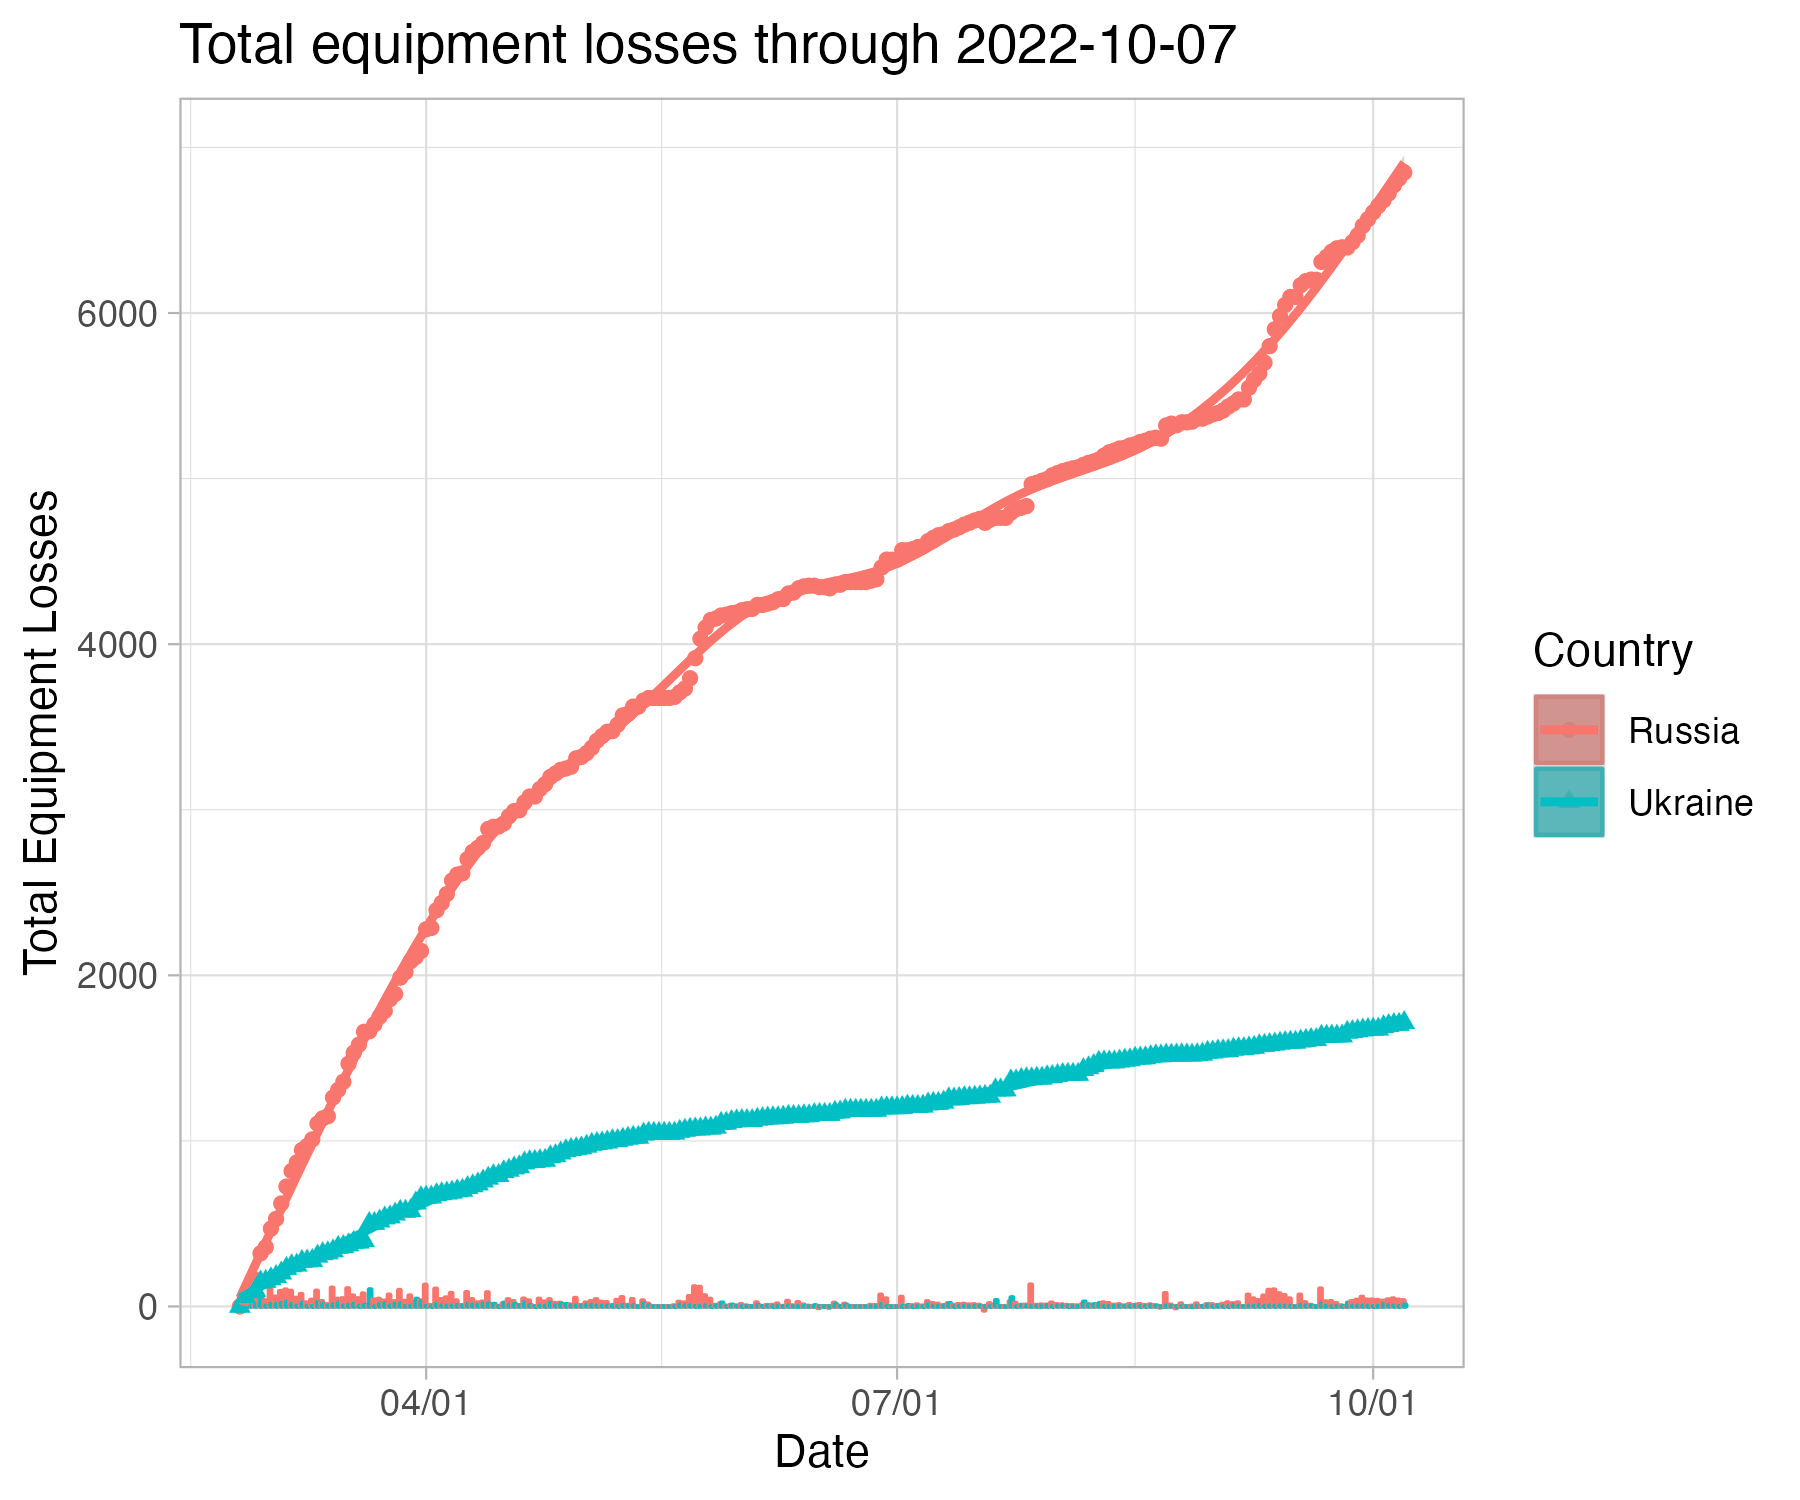 Total equipment losses through 2022-10-07
Total Equipment Losses
6000
4000
2000
0
04/01
07/01
10/01
Date
Country
Russia
Ukraine